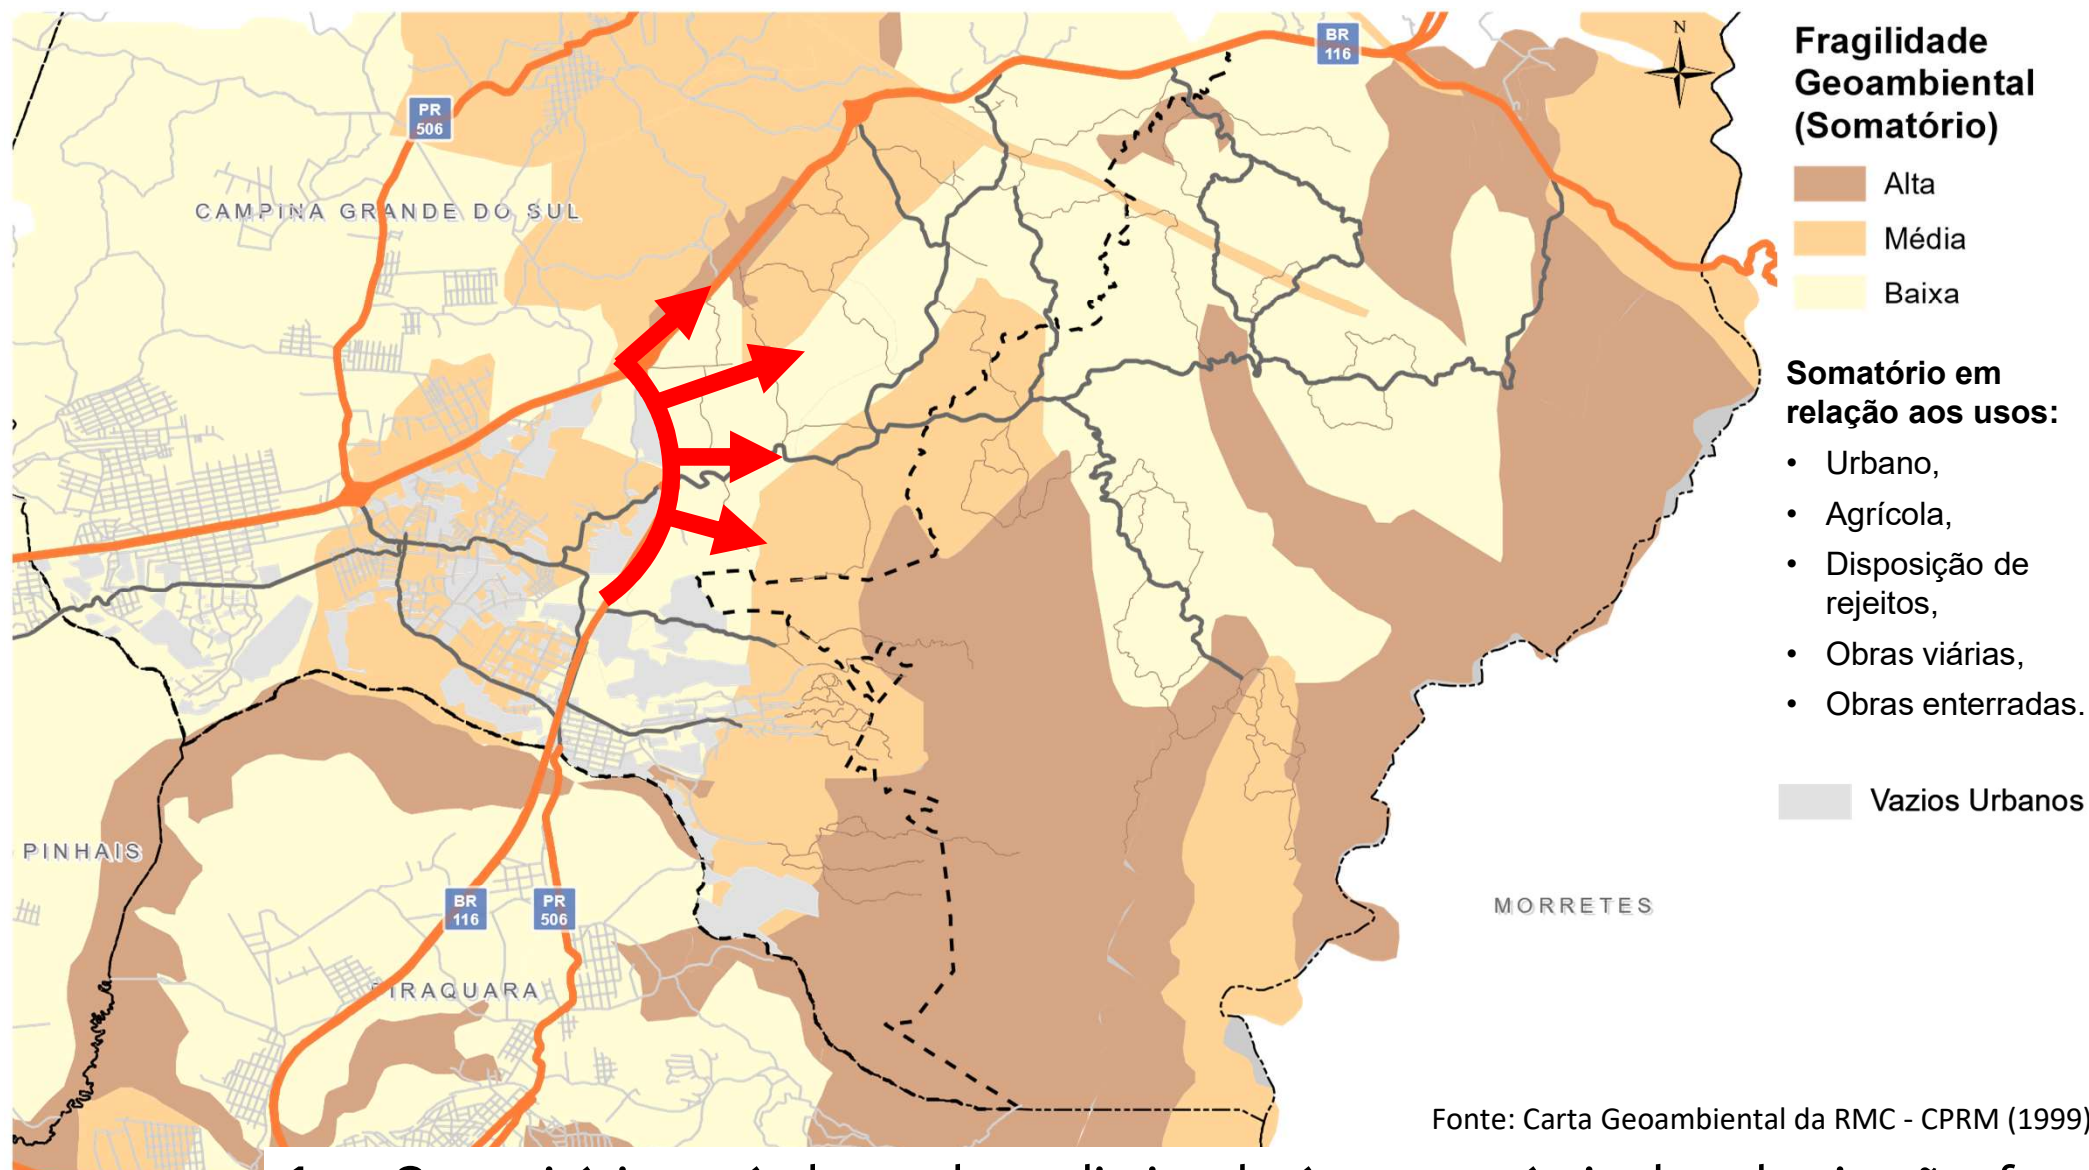 BR
116
N
PR
506
CAMPINA GRANDE DO SUL
PINHAIS
BR
116
PR
506
PIRAQUARA
MORRETES
Fragilidade
Geoambiental
(Somatório)
Alta
Média
Baixa
Somatório em
relação aos usos:
• Urbano,
• Agrícola,
• Disposição de
rejeitos,
• Obras viárias,
• Obras enterradas.
Vazios Urbanos
Fonte: Carta Geoambiental da RMC - CPRM (1999)